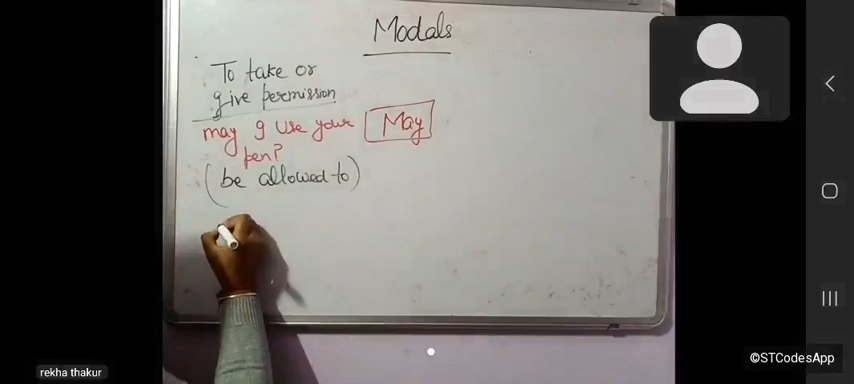 Modals
To take or
give permission
may I use your
pen?
May
(be allowed to)
rekha thakur
©STCodesApp